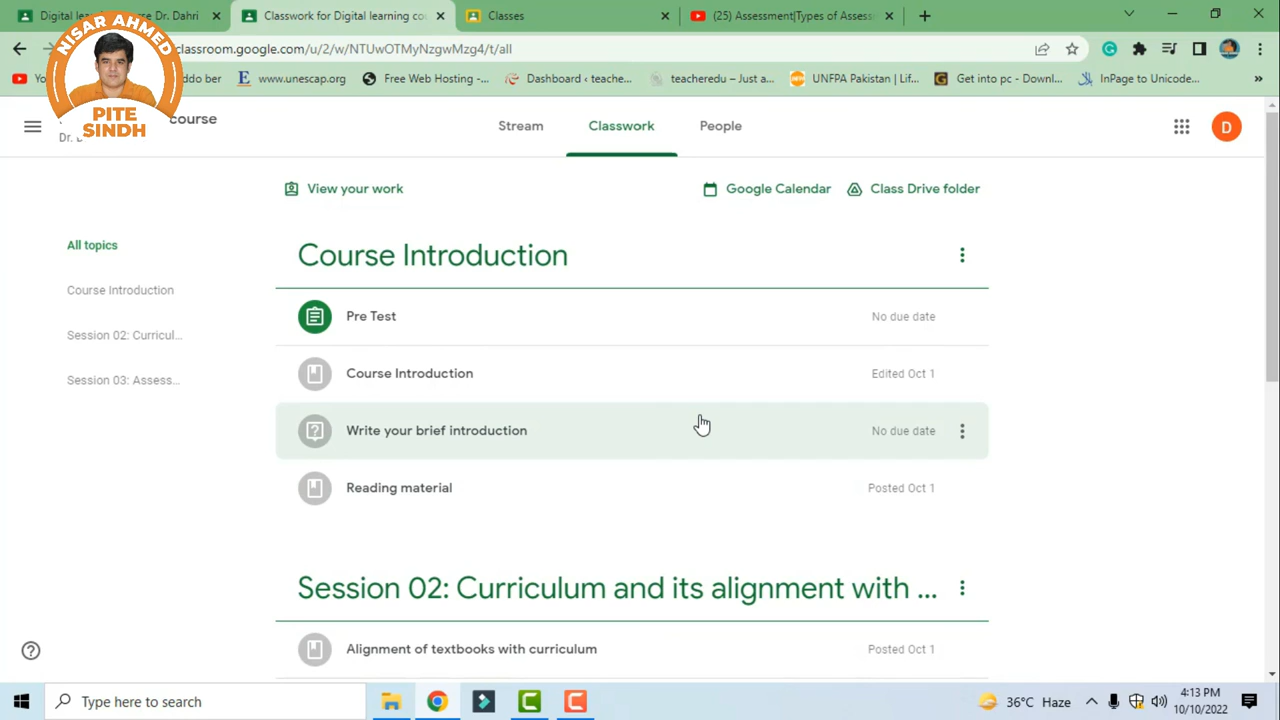 Digital lea
rse Dr. Dahri
Classwork for Digital learning co
Classes
(25) Assessment|Types of Assess
classroom.google.com/u/2/w/NTUwOTMyNzgwMzg4/t/all
ddo ber
www.unescap.org
Free Web Hosting -...
Dashboard ‹ teache...
teacheredu – Just a...
UNFPA Pakistan | Lif...
Get into pc - Downl...
InPage to Unicode...
»
NISAR AHMED
PITE
SINDH
course
Dr.
Stream
Classwork
People
D
View your work
Google Calendar
Class Drive folder
All topics
Course Introduction
Session 02: Curricul...
Session 03: Assess...
Course Introduction
Pre Test
No due date
Course Introduction
Edited Oct 1
Write your brief introduction
No due date
Reading material
Posted Oct 1
Session 02: Curriculum and its alignment with ...
Alignment of textbooks with curriculum
Posted Oct 1
Type here to search
36°C Haze
4:13 PM
10/10/2022